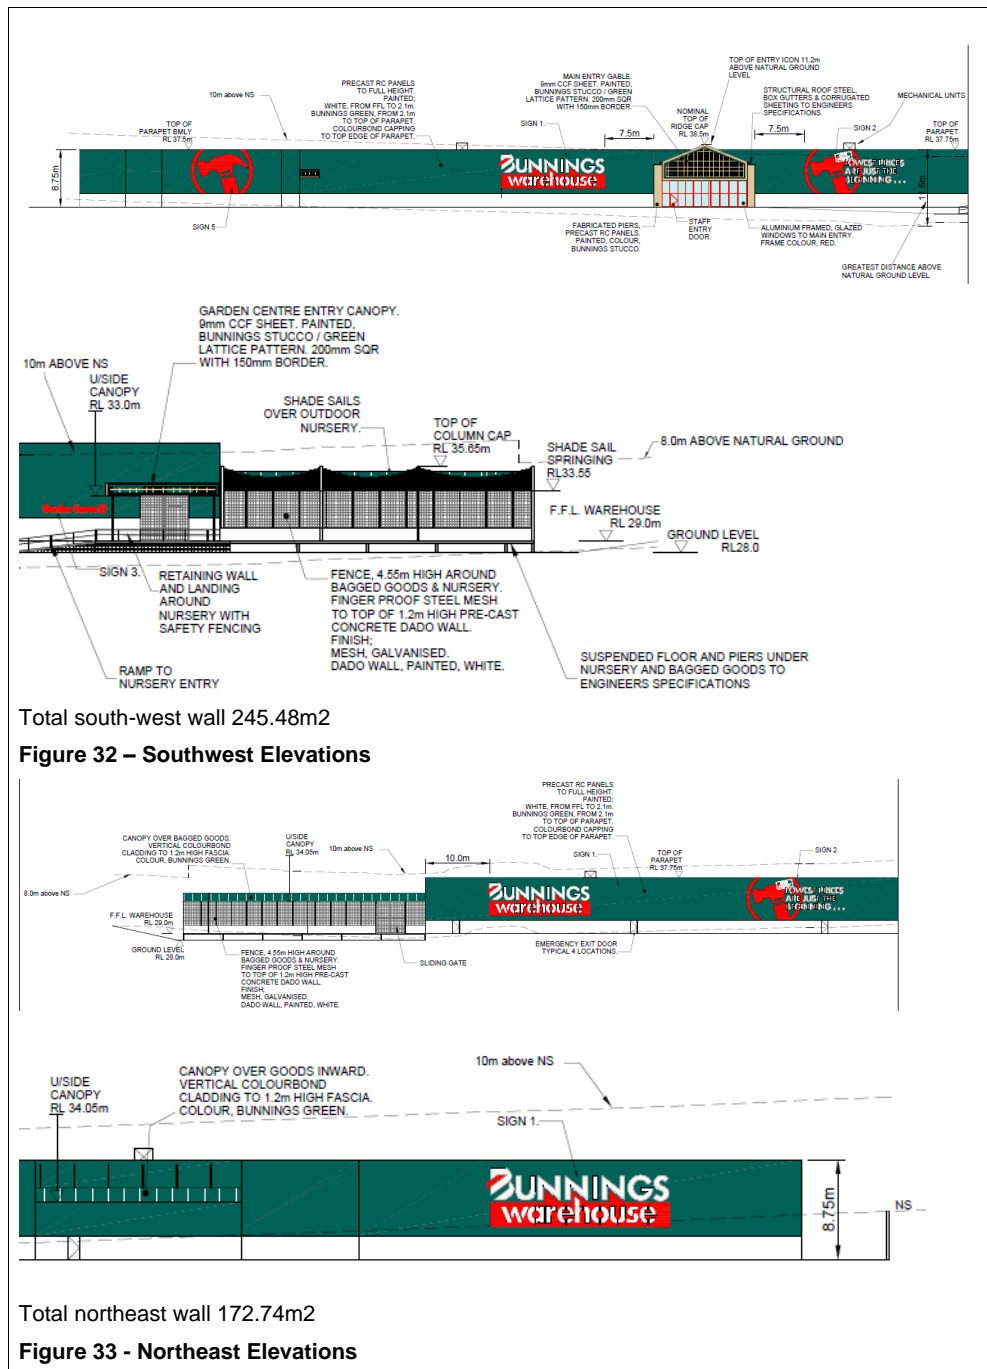 TOP OF ENTRY ICON 11.2m
ABOVE NATURAL GROUND
LEVEL
PRECAST RC PANELS
TO FULL HEIGHT.
PAINTED;
WHITE, FROM FFL TO 2.1m.
BUNNINGS GREEN, FROM 2.1m
TO TOP OF PARAPET.
COLOURBOND CAPPING
TO TOP EDGE OF PARAPET.
MAIN ENTRY GABLE.
9mm CCF SHEET. PAINTED,
BUNNINGS STUCCO / GREEN
LATTICE PATTERN. 200mm SQR
WITH 150mm BORDER.
STRUCTURAL ROOF STEEL,
BOX GUTTERS & CORRUGATED
SHEETING TO ENGINEERS
SPECIFICATIONS.
MECHANICAL UNITS
10m above NS
NOMINAL
TOP OF
RIDGE CAP
RL 38.5m
TOP OF
PARAPET BMLY
RL 37.5m
SIGN 1.
7.5m
7.5m
SIGN 2.
TOP OF
PARAPET
RL 37.75m
8.75m
BUNNINGS
warehouse
LOWEST PRICES
ARE JUST THE
BEGINNING...
11.6m
SIGN 5
FABRICATED PIERS,
PRECAST RC PANELS.
PAINTED, COLOUR,
BUNNINGS STUCCO.
STAFF
ENTRY
DOOR.
ALUMINIUM FRAMED, GLAZED
WINDOWS TO MAIN ENTRY.
FRAME COLOUR, RED.
GREATEST DISTANCE ABOVE
NATURAL GROUND LEVEL
GARDEN CENTRE ENTRY CANOPY.
9mm CCF SHEET. PAINTED,
BUNNINGS STUCCO / GREEN
LATTICE PATTERN. 200mm SQR
WITH 150mm BORDER.
10m ABOVE NS
U/SIDE
CANOPY
RL 33.0m
SHADE SAILS
OVER OUTDOOR
NURSERY.
TOP OF
COLUMN CAP
RL 35.65m
8.0m ABOVE NATURAL GROUND
SHADE SAIL
SPRINGING
RL33.55
F.F.L. WAREHOUSE
RL 29.0m
GROUND LEVEL
RL28.0
SIGN 3.
RETAINING WALL
AND LANDING
AROUND
NURSERY WITH
SAFETY FENCING
FENCE, 4.55m HIGH AROUND
BAGGED GOODS & NURSERY.
FINGER PROOF STEEL MESH
TO TOP OF 1.2m HIGH PRE-CAST
CONCRETE DADO WALL.
FINISH;
MESH, GALVANISED.
DADO WALL, PAINTED, WHITE.
RAMP TO
NURSERY ENTRY
SUSPENDED FLOOR AND PIERS UNDER
NURSERY AND BAGGED GOODS TO
ENGINEERS SPECIFICATIONS
Total south-west wall 245.48m2
Figure 32 – Southwest Elevations
PRECAST RC PANELS
TO FULL HEIGHT.
PAINTED;
WHITE, FROM FFL TO 2.1m.
BUNNINGS GREEN, FROM 2.1m
TO TOP OF PARAPET.
COLOURBOND CAPPING
TO TOP EDGE OF PARAPET.
CANOPY OVER BAGGED GOODS.
VERTICAL COLOURBOND
CLADDING TO 1.2m HIGH FASCIA.
COLOUR, BUNNINGS GREEN.
U/SIDE
CANOPY
RL 34.05m
10m above NS
10.0m
SIGN 1.
TOP OF
PARAPET
RL 37.75m
SIGN 2.
8.0m above NS
BUNNINGS
warehouse
LOWEST PRICES
ARE JUST THE
BEGINNING...
F.F.L. WAREHOUSE
RL 29.0m
GROUND LEVEL
RL 28.0m
FENCE, 4.55m HIGH AROUND
BAGGED GOODS & NURSERY.
FINGER PROOF STEEL MESH
TO TOP OF 1.2m HIGH PRE-CAST
CONCRETE DADO WALL.
FINISH;
MESH, GALVANISED.
DADO WALL, PAINTED, WHITE.
SLIDING GATE
EMERGENCY EXIT DOOR
TYPICAL 4 LOCATIONS.
10m above NS
U/SIDE
CANOPY
RL 34.05m
CANOPY OVER GOODS INWARD.
VERTICAL COLOURBOND
CLADDING TO 1.2m HIGH FASCIA.
COLOUR, BUNNINGS GREEN.
SIGN 1.
BUNNINGS
warehouse
8.75m
NS
Total northeast wall 172.74m2
Figure 33 - Northeast Elevations